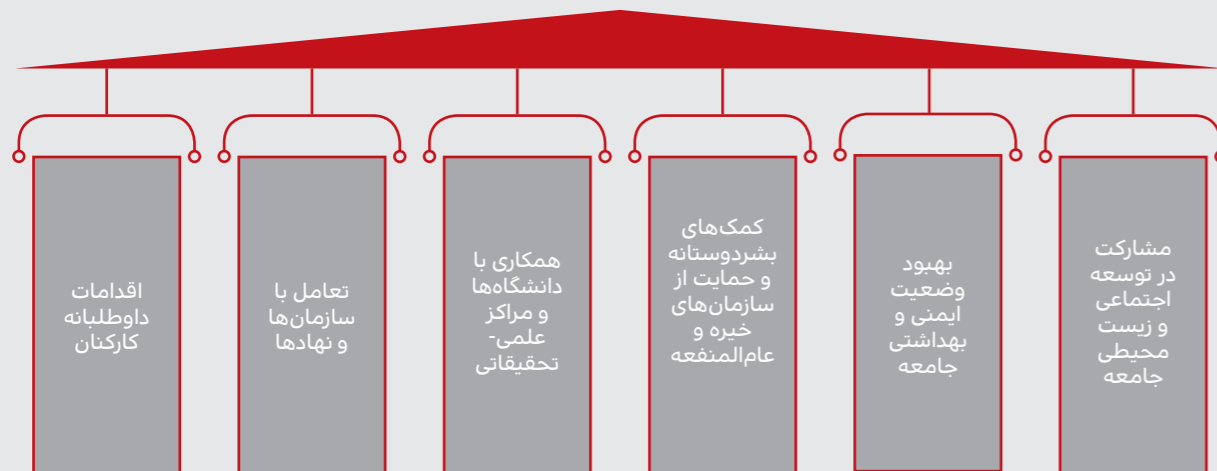 مشارکت
در توسعه
اجتماعی
و زیست
محیطی
جامعه
بهبود
وضعیت
ایمنی و
بهداشتی
جامعه
کمک‌های
بشردوستانه
و حمایت از
سازمان‌های
خیره و
عام‌المنفعه
همکاری با
دانشگاه‌ها
و مراکز
علمی-
تحقیقاتی
تعامل با
سازمان‌ها
و نهادها
اقدامات
داوطلبانه
کارکنان